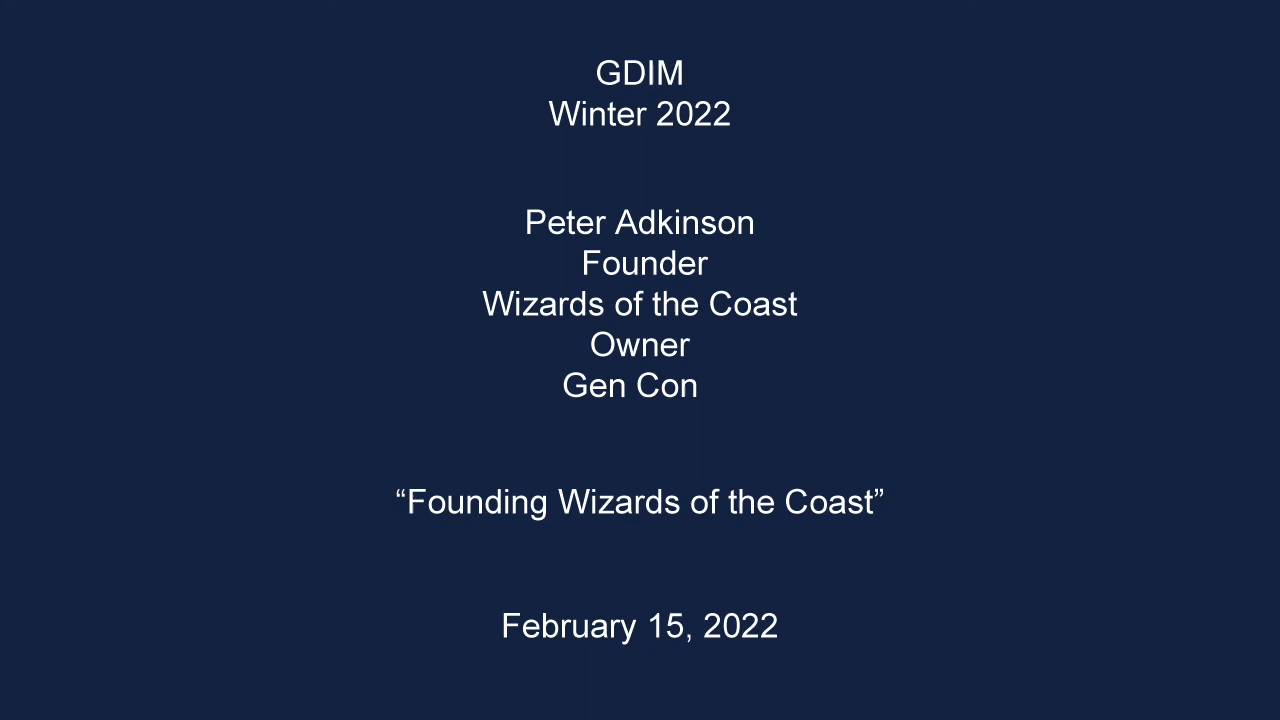 GDIM
Winter 2022
Peter Adkinson
Founder
Wizards of the Coast
Owner
Gen Con
“Founding Wizards of the Coast”
February 15, 2022